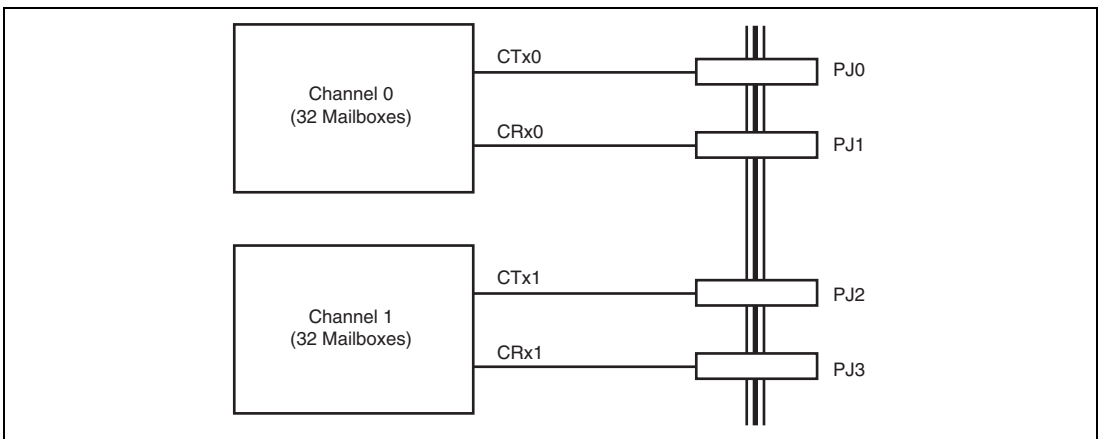 Channel 0
(32 Mailboxes)
CTx0
PJ0
CRx0
PJ1
Channel 1
(32 Mailboxes)
CTx1
PJ2
CRx1
PJ3